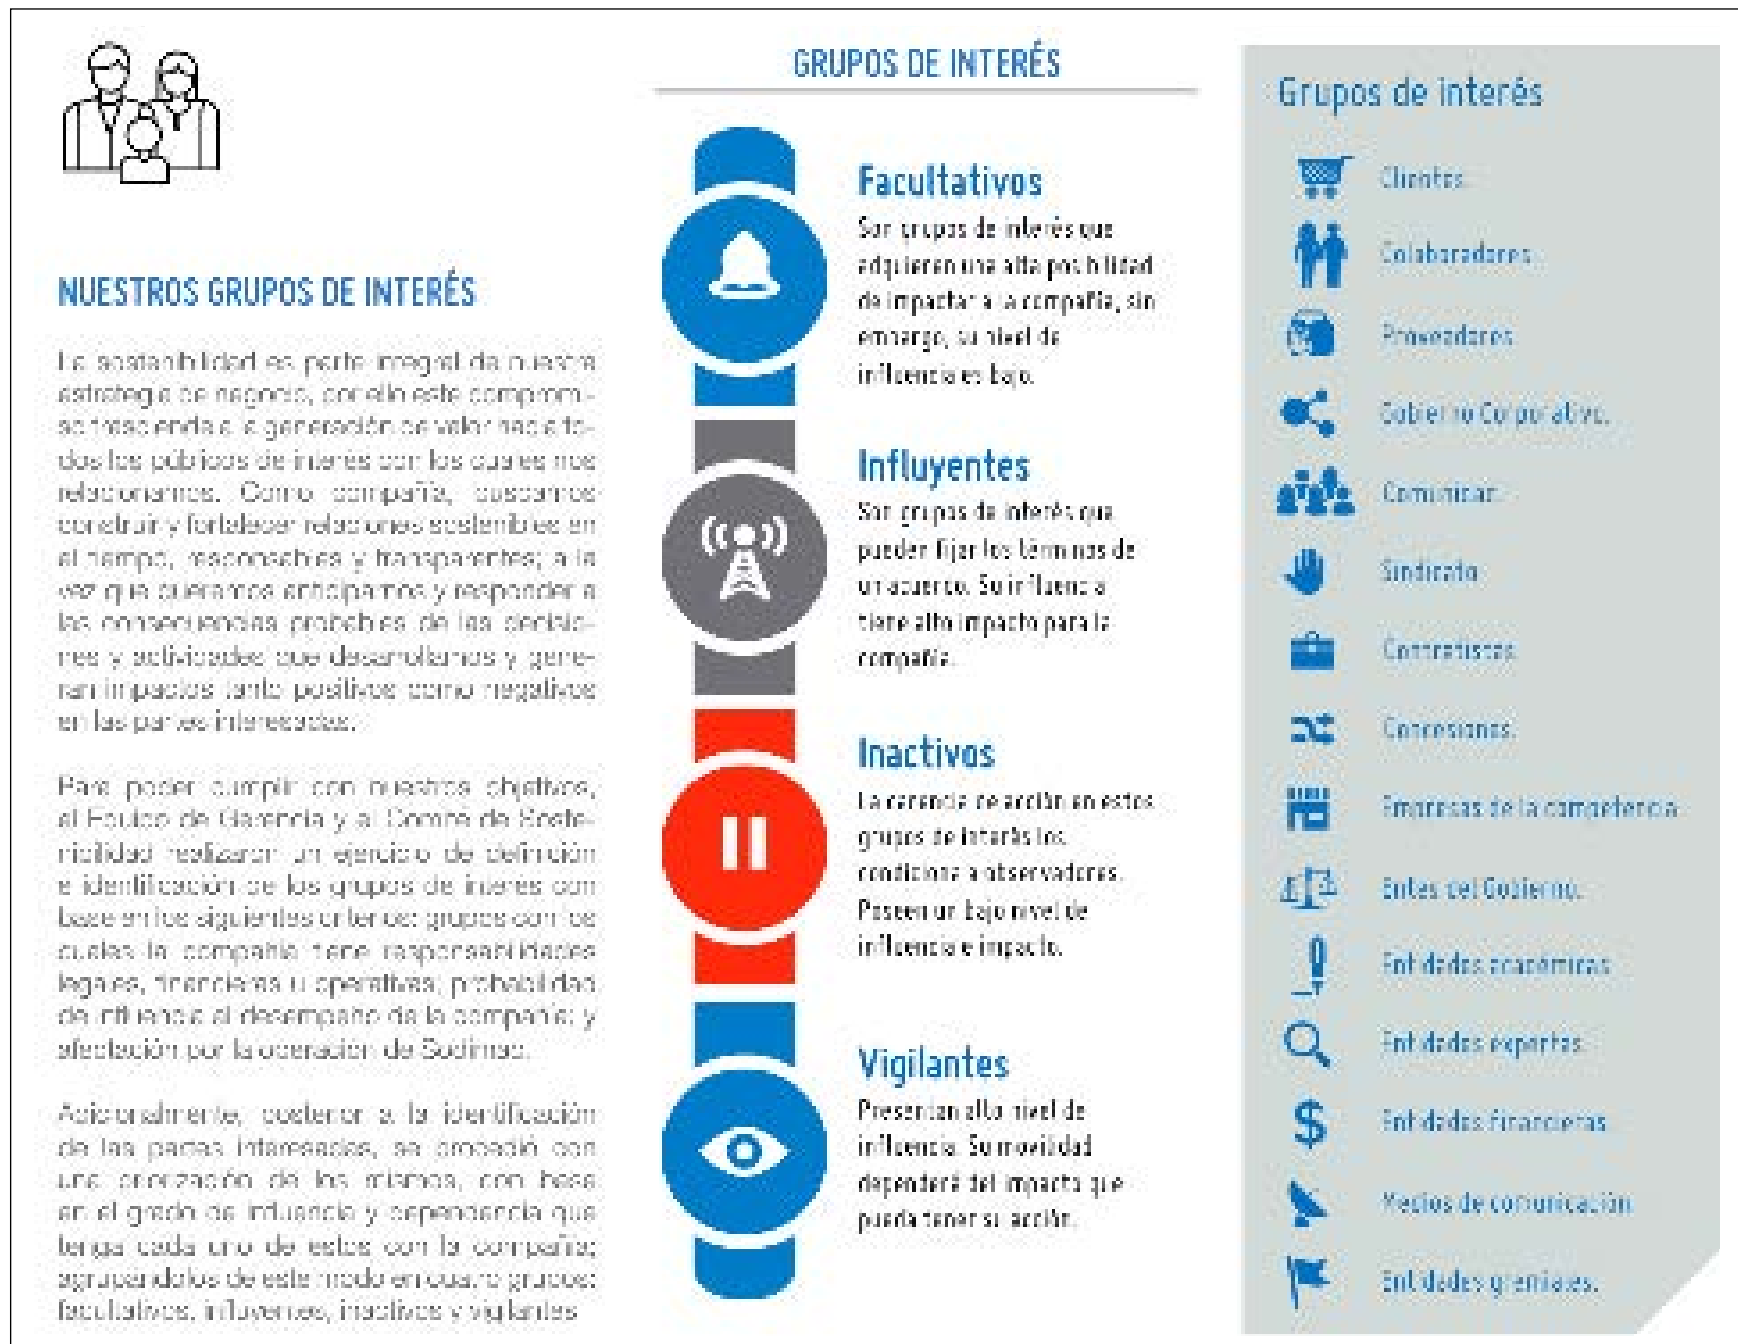 NUESTROS GRUPOS DE INTERÉS
La sostenibilidad es parte integral de nuestra
estrategia de negocio, por ello este compromi-
so trasciende a la generación de valor hacia to-
dos los públicos de interés con los cuales nos
relacionamos. Como compañía, buscamos
construir y fortalecer relaciones sostenibles en
el tiempo, responsables y transparentes; a la
vez que queremos anticiparnos y responder a
las consecuencias probables de las decisio-
nes y actividades que desarrollamos y gene-
ran impactos tanto positivos como negativos
en las partes interesadas.
Para poder cumplir con nuestros objetivos,
el Equipo de Gerencia y el Comité de Soste-
nibilidad realizaron un ejercicio de definición
e identificación de los grupos de interés con
base en los siguientes criterios: grupos con los
cuales la compañía tiene responsabilidades
legales, financieras u operativas; probabilidad
de influencia al desempeño de la compañía; y
afectación por la operación de Sodimac.
Adicionalmente, posterior a la identificación
de las partes interesadas, se procedió con
una priorización de los mismos, con base
en el grado de influencia y dependencia que
tenga cada uno de estos con la compañía;
agrupándolos de este modo en cuatro grupos:
facultativos, influyentes, inactivos y vigilantes
GRUPOS DE INTERÉS
Facultativos
Son grupos de interés que
adquieren una alta posibilidad
de impactar a la compañía, sin
embargo, su nivel de
influencia es bajo.
Influyentes
Son grupos de interés que
pueden fijar los términos de
un acuerdo. Su influencia
tiene alto impacto para la
compañía.
Inactivos
La carencia de acción en estos
grupos de interés los
condiciona a observadores.
Poseen un bajo nivel de
influencia e impacto.
Vigilantes
Presentan alto nivel de
influencia. Su movilidad
dependerá del impacto que
pueda tener su acción.
Grupos de interés
Clientes.
Colaboradores.
Proveedores.
Gobierno Corporativo.
Sindicato.
Contratistas.
Concesiones.
Empresas de la competencia.
Entes del Gobierno.
Entidades académicas.
Entidades expertas.
Entidades financieras.
Medios de comunicación.
Entidades gremiales.